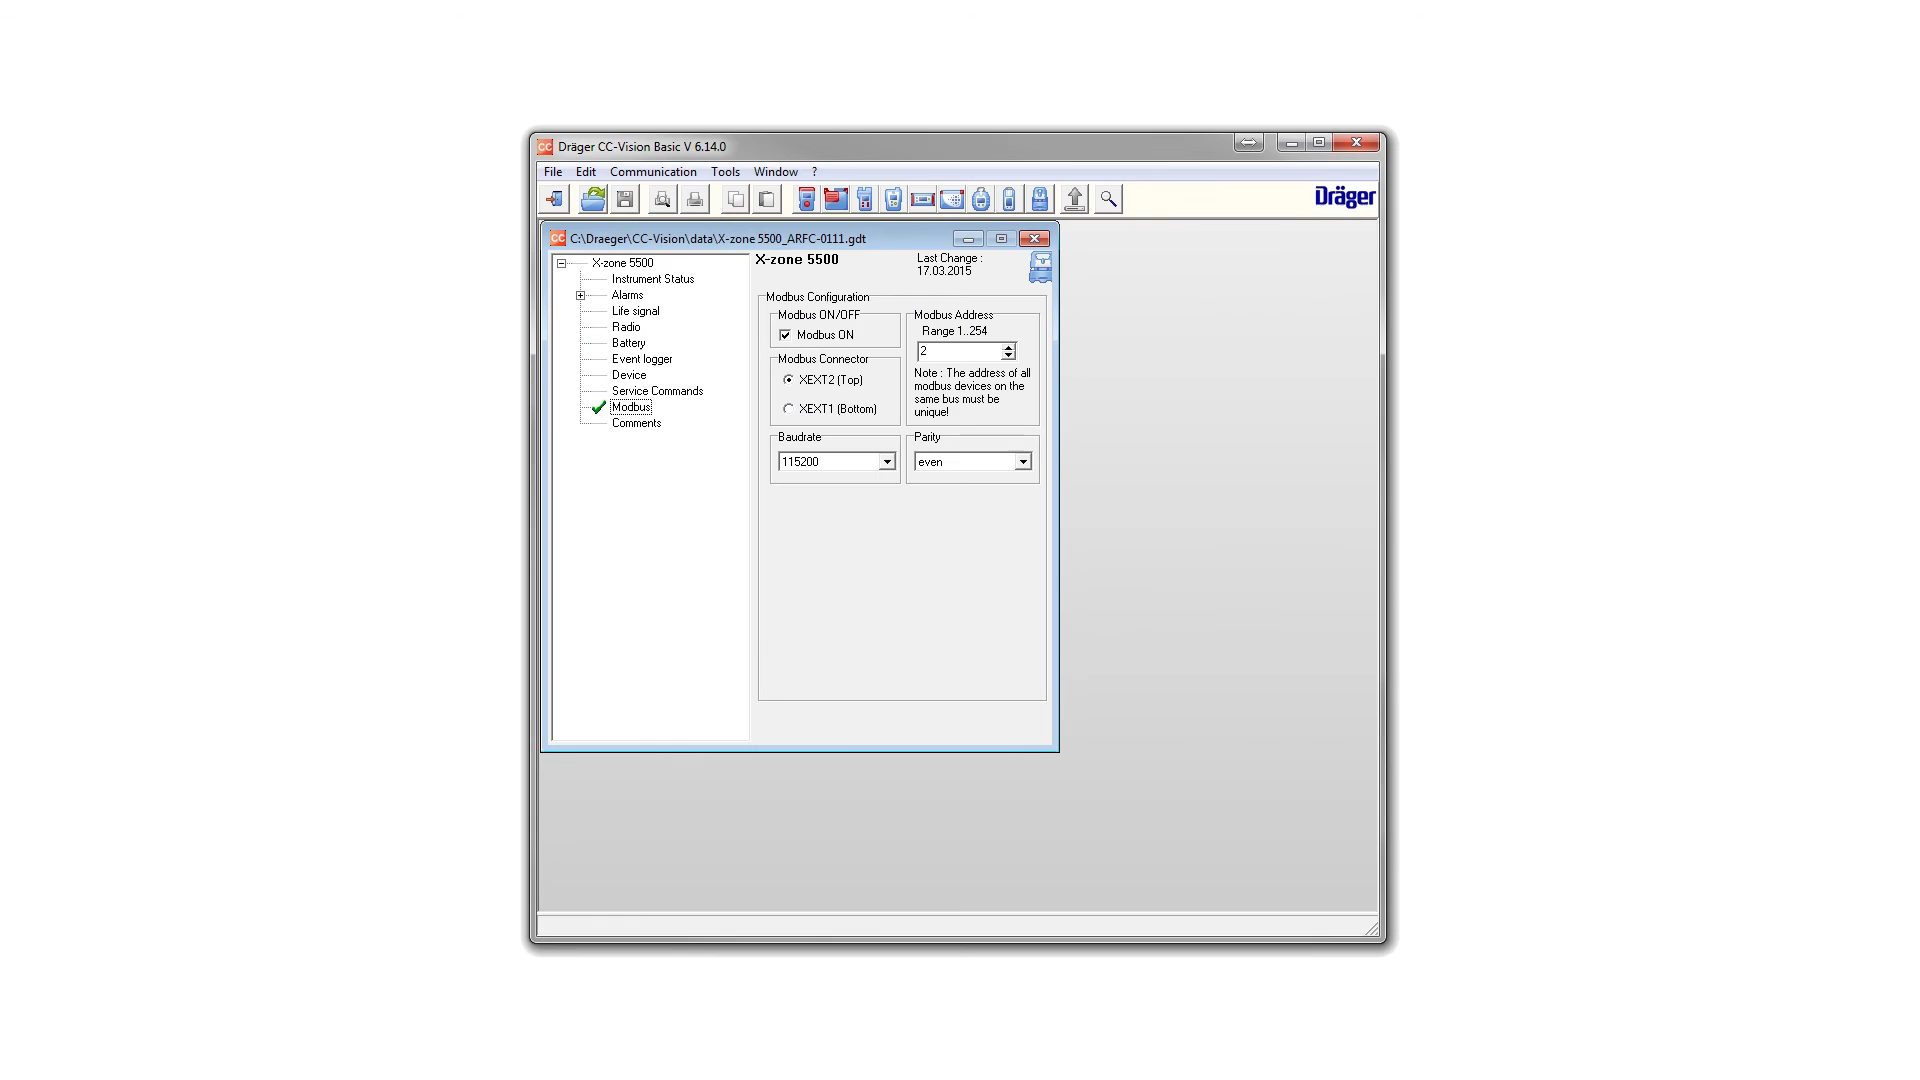 CC Dräger CC-Vision Basic V 6.14.0
File Edit Communication Tools Window ?
Dräger
CC C:\Draeger\CC-Vision\data\X-zone 5500_ARFC-0111.gdt
X-zone 5500
Instrument Status
Alarms
Life signal
Radio
Battery
Event logger
Device
Service Commands
Modbus
Comments
X-zone 5500
Last Change :
17.03.2015
Modbus Configuration
Modbus ON/OFF
Modbus ON
Modbus Connector
XEXT2 (Top)
XEXT1 (Bottom)
Modbus Address
Range 1..254
2
Note : The address of all
modbus devices on the
same bus must be
unique!
Baudrate
115200
Parity
even